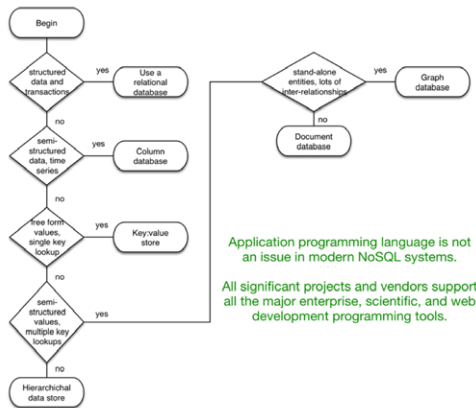 Begin
structured
data and
transactions
yes
Use a
relational
database
no
semi-
structured
data, time
series
yes
Column
database
no
free form
values,
single key
lookup
yes
Key:value
store
no
semi-
structured
values,
multiple key
lookups
yes
no
Hierarchichal
data store
stand-alone
entities, lots of
inter-relationships
yes
Graph
database
no
Document
database
Application programming language is not
an issue in modern NoSQL systems.
All significant projects and vendors support
all the major enterprise, scientific, and web
development programming tools.